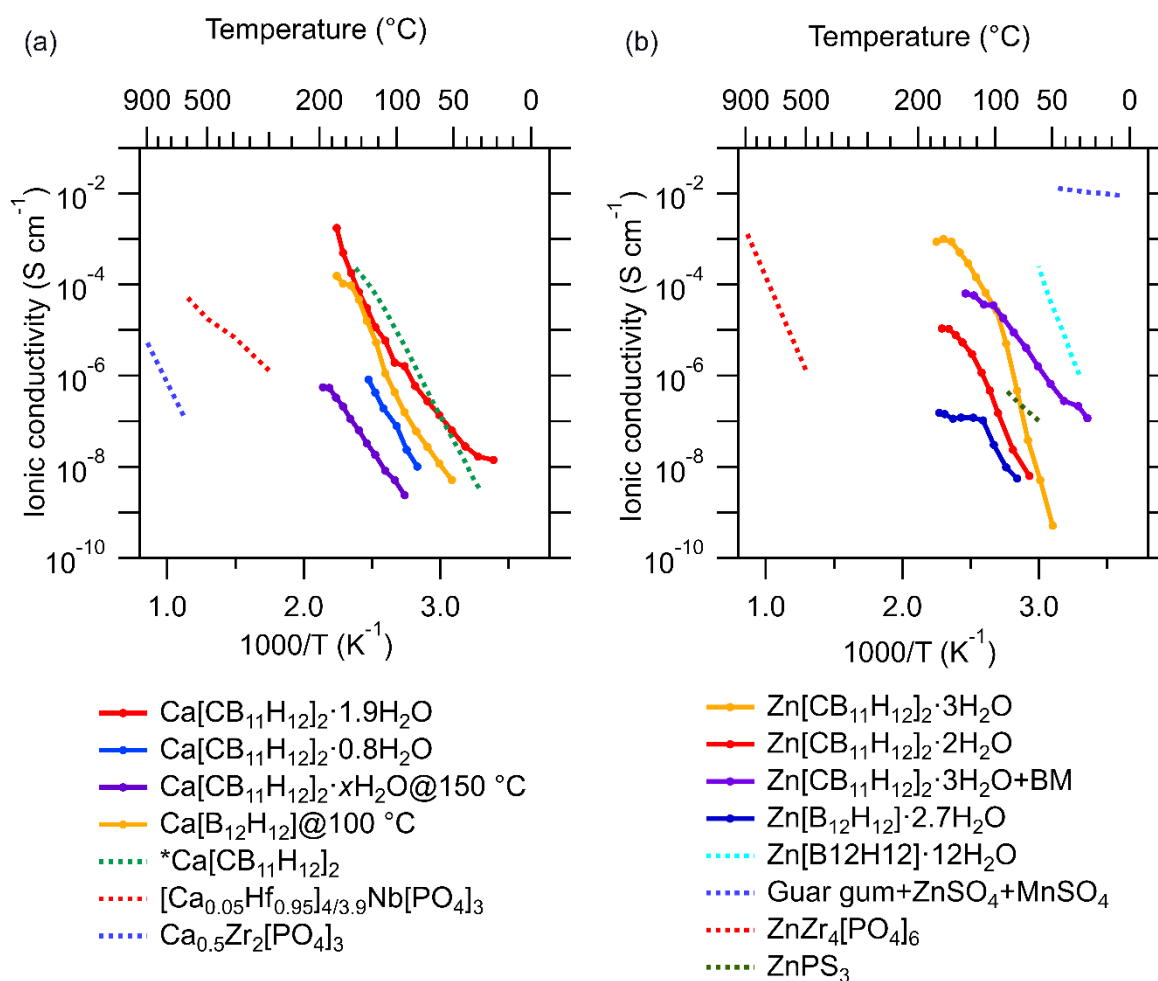 (a)
Temperature (°C)
900 500 200 100 50 0
Ionic conductivity (S cm⁻¹)
10⁻²
10⁻⁴
10⁻⁶
10⁻⁸
10⁻¹⁰
1.0 2.0 3.0
1000/T (K⁻¹)
Ca[CB₁₁H₁₂]₂·1.9H₂O
Ca[CB₁₁H₁₂]₂·0.8H₂O
Ca[CB₁₁H₁₂]₂·xH₂O@150 °C
Ca[B₁₂H₁₂]@100 °C
*Ca[CB₁₁H₁₂]₂
[Ca₀.₀₅Hf₀.₉₅]₄/₃.₉Nb[PO₄]₃
Ca₀.₅Zr₂[PO₄]₃
(b)
Temperature (°C)
900 500 200 100 50 0
Ionic conductivity (S cm⁻¹)
10⁻²
10⁻⁴
10⁻⁶
10⁻⁸
10⁻¹⁰
1.0 2.0 3.0
1000/T (K⁻¹)
Zn[CB₁₁H₁₂]₂·3H₂O
Zn[CB₁₁H₁₂]₂·2H₂O
Zn[CB₁₁H₁₂]₂·3H₂O+BM
Zn[B₁₂H₁₂]·2.7H₂O
Zn[B12H12]·12H₂O
Guar gum+ZnSO₄+MnSO₄
ZnZr₄[PO₄]₆
ZnPS₃